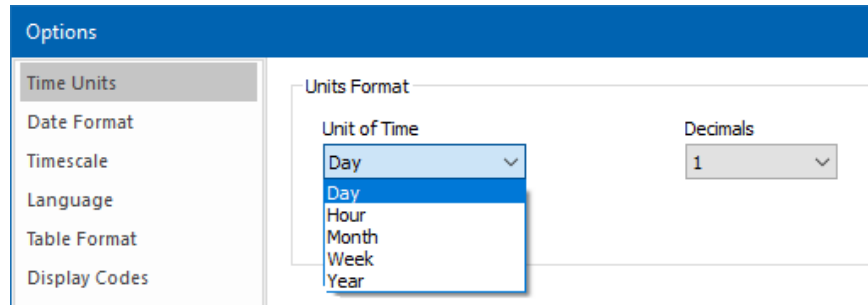 Options
Time Units
Date Format
Timescale
Language
Table Format
Display Codes
Units Format
Unit of Time
Decimals
Day
1
Day
Hour
Month
Week
Year